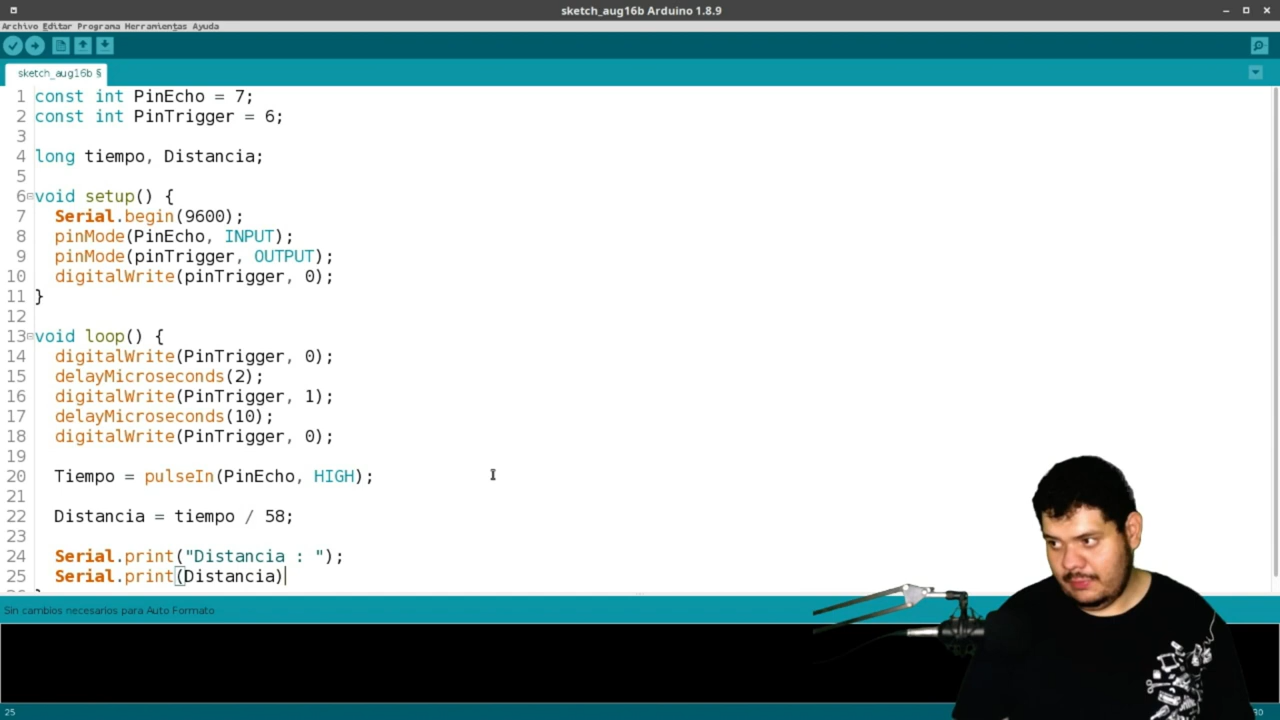 sketch_aug16b Arduino 1.8.9
Archivo Editar Programa Herramientas Ayuda
sketch_aug16b §
1 const int PinEcho = 7;
2 const int PinTrigger = 6;
3
4 long tiempo, Distancia;
5
6 void setup() {
7 Serial.begin(9600);
8 pinMode(PinEcho, INPUT);
9 pinMode(pinTrigger, OUTPUT);
10 digitalWrite(pinTrigger, 0);
11 }
12
13 void loop() {
14 digitalWrite(PinTrigger, 0);
15 delayMicroseconds(2);
16 digitalWrite(PinTrigger, 1);
17 delayMicroseconds(10);
18 digitalWrite(PinTrigger, 0);
19
20 Tiempo = pulseIn(PinEcho, HIGH);
21
22 Distancia = tiempo / 58;
23
24 Serial.print("Distancia : ");
25 Serial.print(Distancia)
Sin cambios necesarios para Auto Formato
25